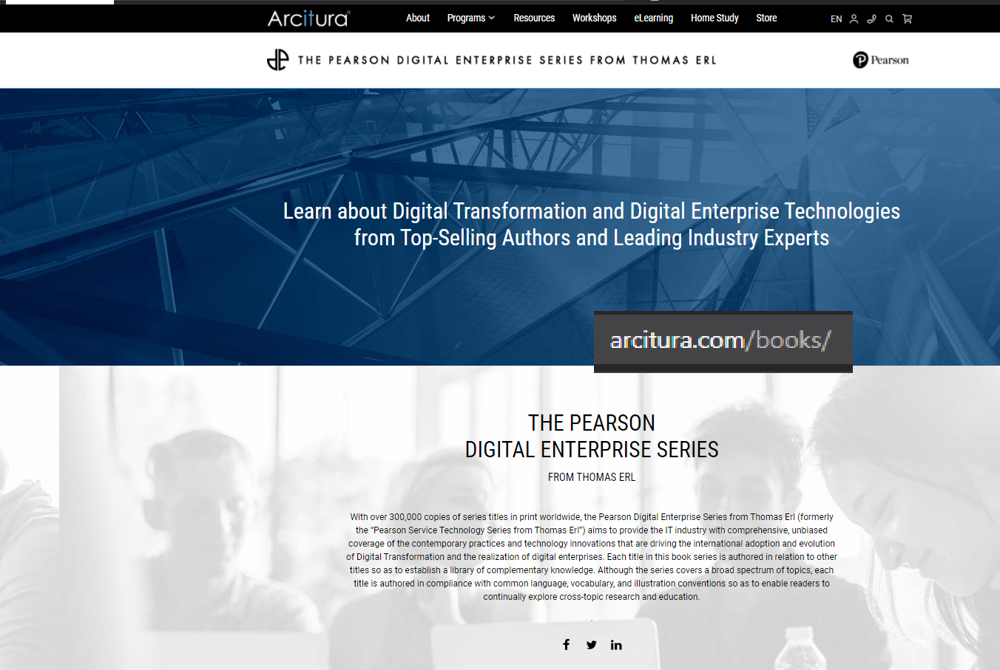 Arcitura
About Programs Resources Workshops eLearning Home Study Store EN
THE PEARSON DIGITAL ENTERPRISE SERIES FROM THOMAS ERL
Pearson
Learn about Digital Transformation and Digital Enterprise Technologies
from Top-Selling Authors and Leading Industry Experts
arcitura.com/books/
THE PEARSON
DIGITAL ENTERPRISE SERIES
FROM THOMAS ERL
With over 300,000 copies of series titles in print worldwide, the Pearson Digital Enterprise Series from Thomas Erl (formerly
the “Pearson Service Technology Series from Thomas Erl”) aims to provide the IT industry with comprehensive, unbiased
coverage of the contemporary practices and technology innovations that are driving the international adoption and evolution
of Digital Transformation and the realization of digital enterprises. Each title in this book series is authored in relation to other
titles so as to establish a library of complementary knowledge. Although the series covers a broad spectrum of topics, each
title is authored in compliance with common language, vocabulary, and illustration conventions so as to enable readers to
continually explore cross-topic research and education.